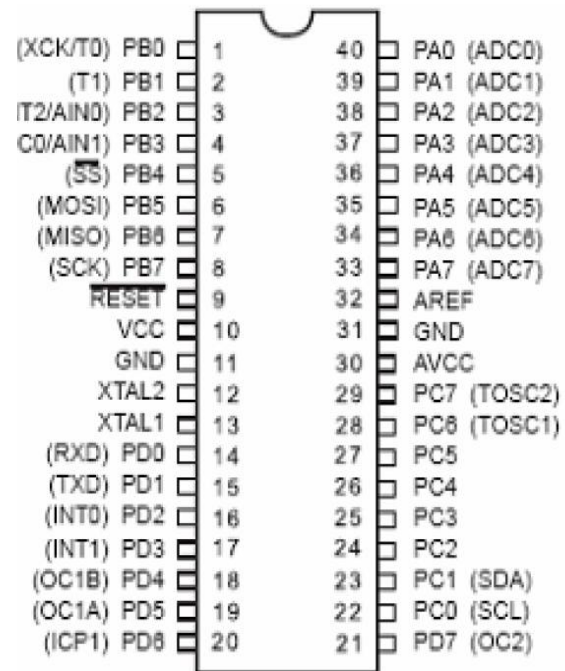 (XCK/T0) PB0 1 40 PA0 (ADC0)
(T1) PB1 2 39 PA1 (ADC1)
IT2/AIN0) PB2 3 38 PA2 (ADC2)
C0/AIN1) PB3 4 37 PA3 (ADC3)
(SS) PB4 5 36 PA4 (ADC4)
(MOSI) PB5 6 35 PA5 (ADC5)
(MISO) PB6 7 34 PA6 (ADC6)
(SCK) PB7 8 33 PA7 (ADC7)
RESET 9 32 AREF
VCC 10 31 GND
GND 11 30 AVCC
XTAL2 12 29 PC7 (TOSC2)
XTAL1 13 28 PC6 (TOSC1)
(RXD) PD0 14 27 PC5
(TXD) PD1 15 26 PC4
(INT0) PD2 16 25 PC3
(INT1) PD3 17 24 PC2
(OC1B) PD4 18 23 PC1 (SDA)
(OC1A) PD5 19 22 PC0 (SCL)
(ICP1) PD6 20 21 PD7 (OC2)